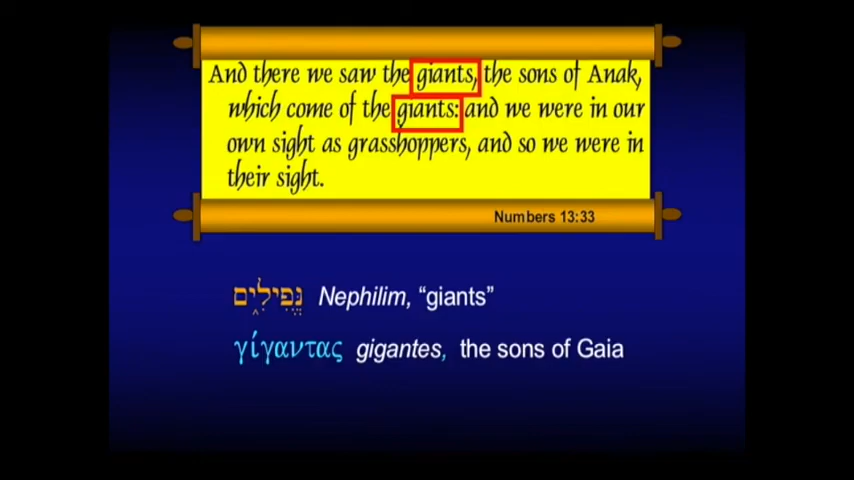 And there we saw the giants, the sons of Anak,
which come of the giants: and we were in our
own sight as grasshoppers, and so we were in
their sight.
Numbers 13:33
נְּפִילִ֛ים Nephilim, “giants”
γίγαντας gigantes, the sons of Gaia